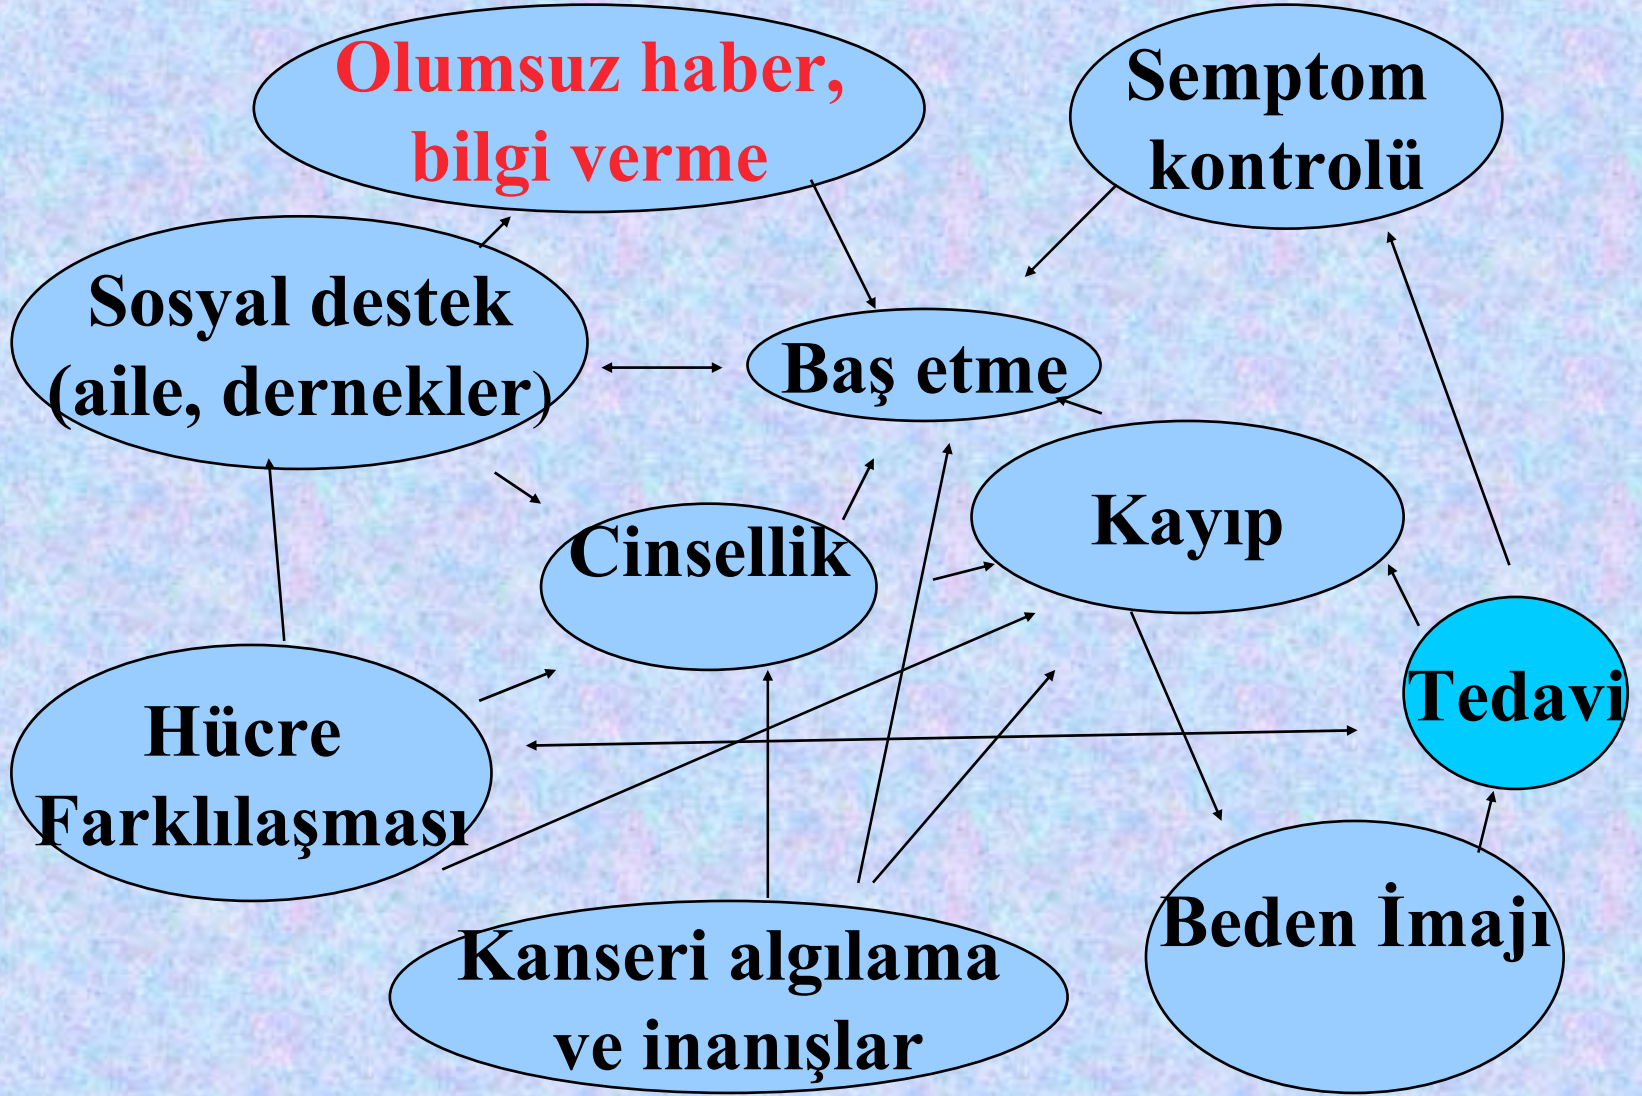 Olumsuz haber,
bilgi verme
Semptom
kontrolü
Sosyal destek
(aile, dernekler)
Baş etme
Kayıp
Cinsellik
Tedavi
Hücre
Farklılaşması
Beden İmajı
Kanseri algılama
ve inanışlar